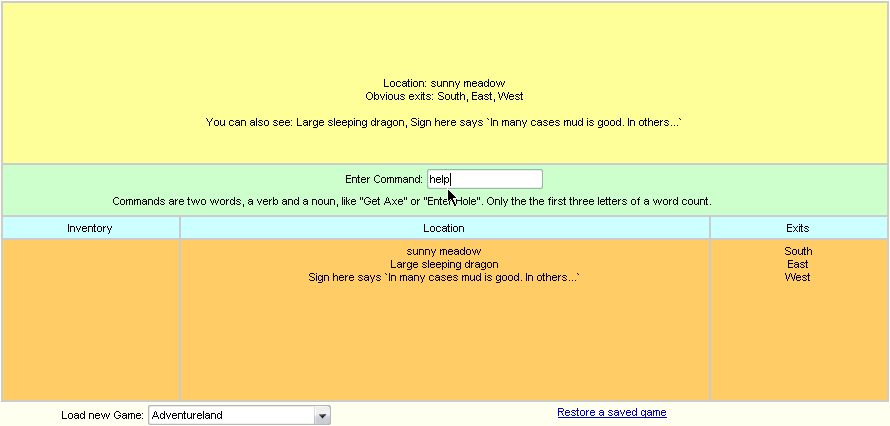 Location: sunny meadow
Obvious exits: South, East, West
You can also see: Large sleeping dragon, Sign here says `In many cases mud is good. In others...`
Enter Command: help
Commands are two words, a verb and a noun, like "Get Axe" or "Enter Hole". Only the the first three letters of a word count.
Inventory Location Exits
sunny meadow South
Large sleeping dragon East
Sign here says `In many cases mud is good. In others...` West
Load new Game: Adventureland Restore a saved game